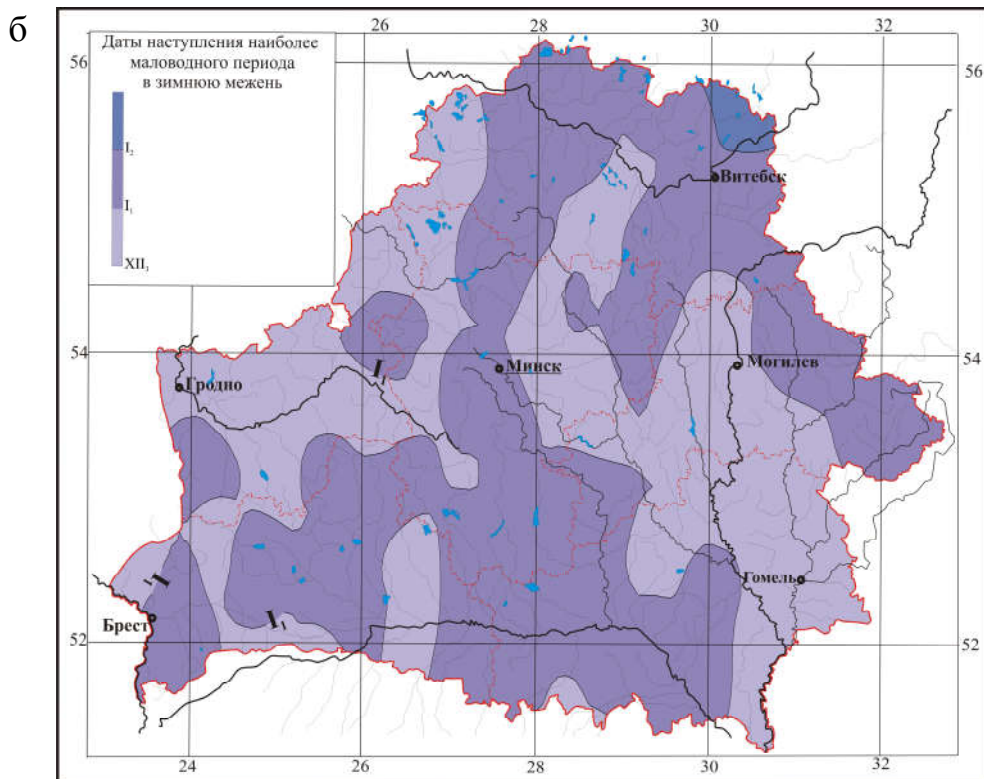 б
26 28 30 32
Даты наступления наиболее
маловодного периода
в зимнюю межень
I₂
I₁
XII₃
56 56
Витебск
54 54
I₁
Минск
Могилев
Гродно
I
Гомель
I₁
Брест
52 52
24 26 28 30 32